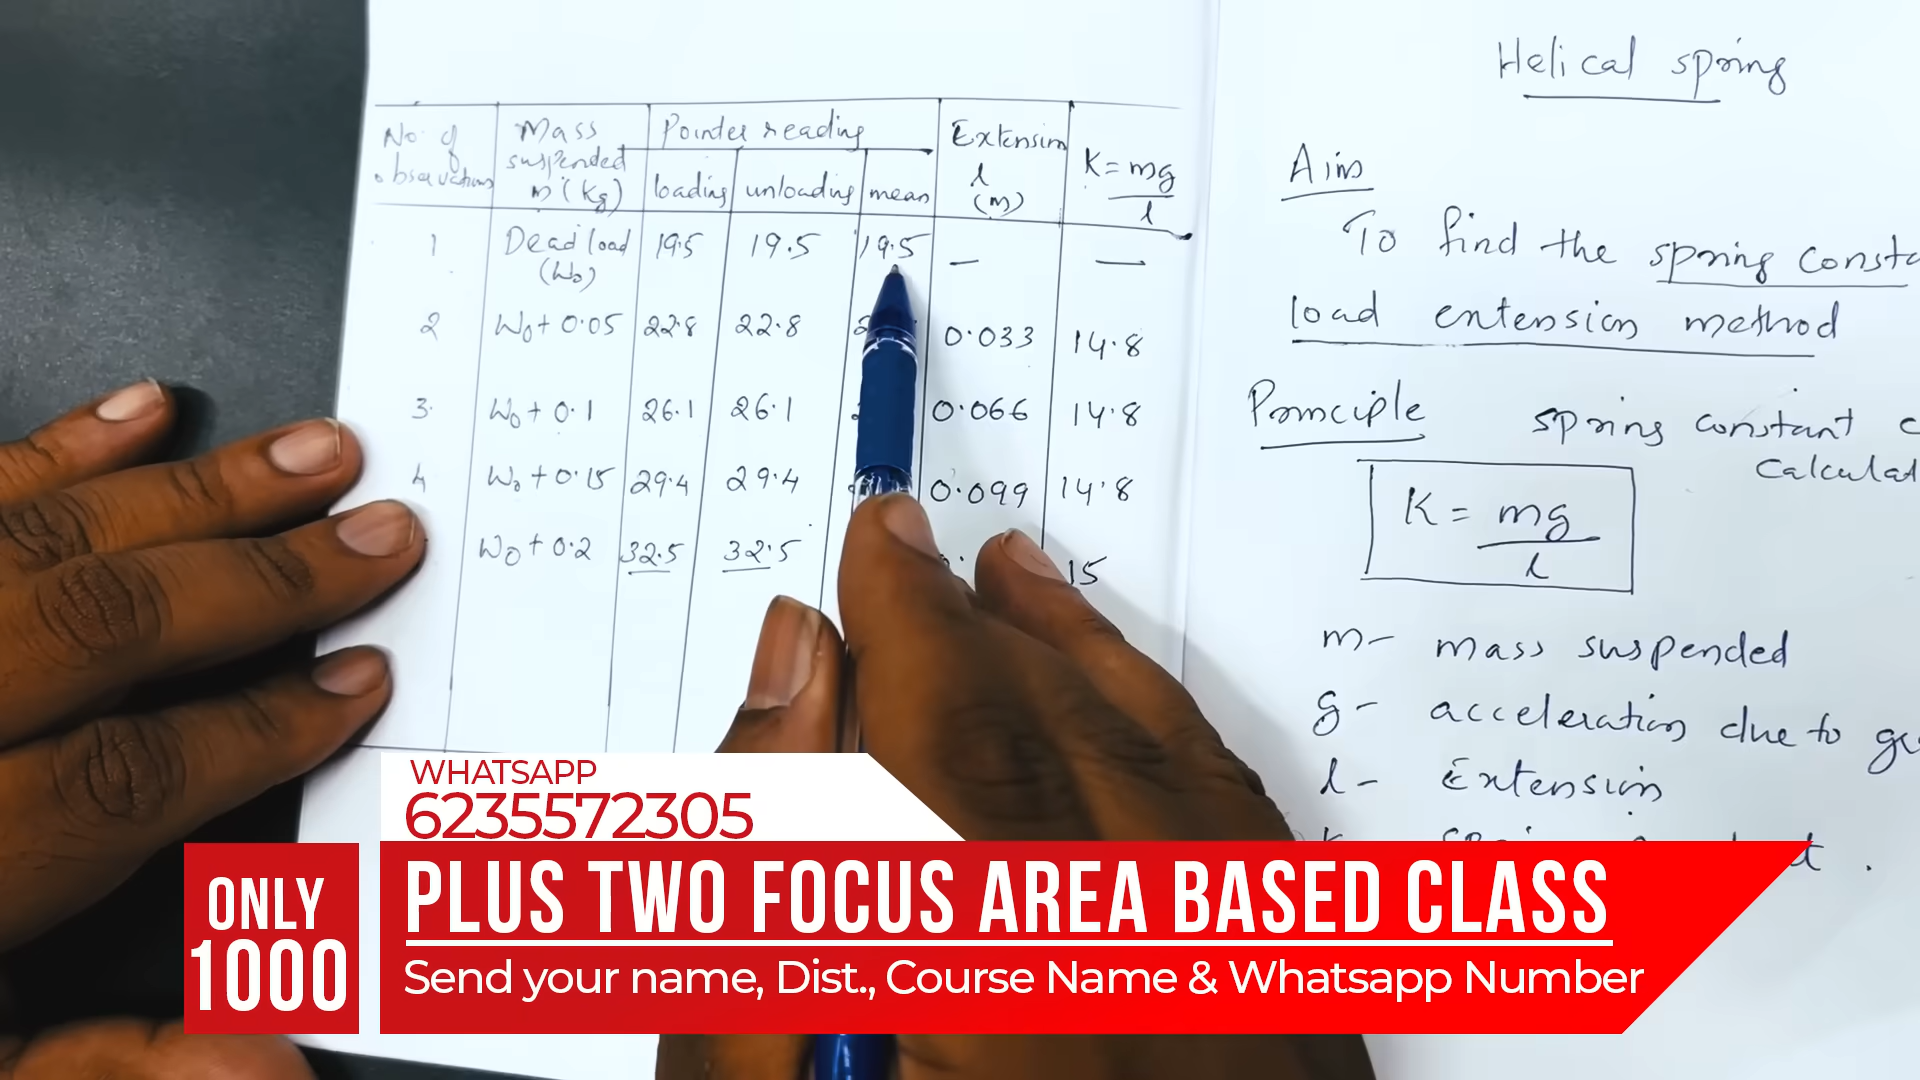 No. of observations
Mass suspended m (Kg)
Pointer reading
loading unloading mean
Extension l (m)
K = mg/l
1 Dead load (W0) 19.5 19.5 19.5 — —
2 W0 + 0.05 22.8 22.8 0.033 14.8
3. W0 + 0.1 26.1 26.1 0.066 14.8
4 W0 + 0.15 29.4 29.4 0.099 14.8
W0 + 0.2 32.5 32.5 15
Helical spring
Aim
To find the spring
load extension method
Principle spring constant
K = mg/l
m- mass suspended
g- acceleration due to
l- Extension
WHATSAPP
6235572305
ONLY
1000
PLUS TWO FOCUS AREA BASED CLASS
Send your name, Dist., Course Name & Whatsapp Number